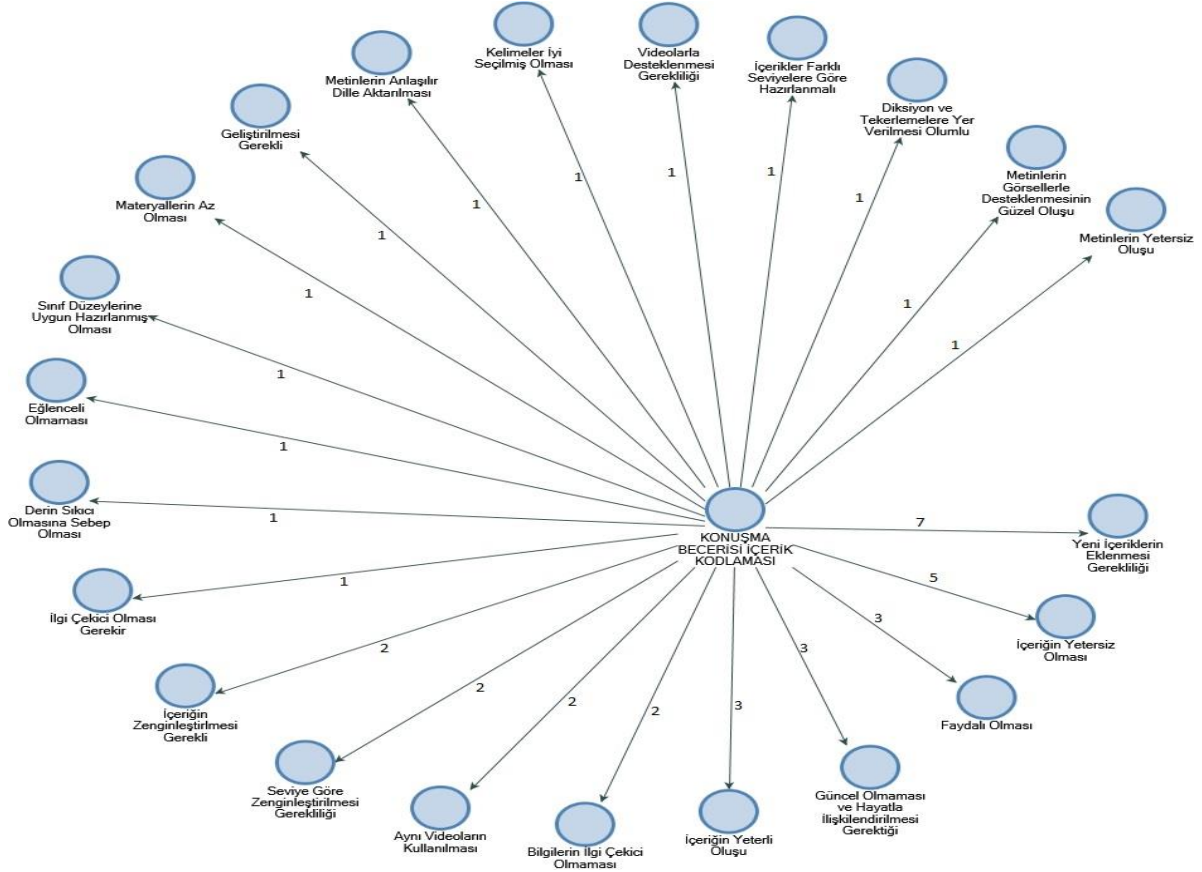 Kelimeler İyi
Seçilmiş Olması
Videolarla
Desteklenmesi
Gerekliliği
İçerikler Farklı
Seviyelere Göre
Hazırlanmalı
Metinlerin Anlaşılır
Dille Aktarılması
Diksiyon ve
Tekerlemelere Yer
Verilmesi Olumlu
Geliştirilmesi
Gerekli
Metinlerin
Görsellerle
Desteklenmesinin
Güzel Oluşu
Materyallerin Az
Olması
Metinlerin Yetersiz
Oluşu
Sınıf Düzeylerine
Uygun Hazırlanmış
Olması
Eğlenceli
Olmaması
Derin Sıkıcı
Olmasına Sebep
Olması
İlgi Çekici Olması
Gerekir
İçeriğin
Zenginleştirilmesi
Gerekli
Seviye Göre
Zenginleştirilmesi
Gerekliliği
Aynı Videoların
Kullanılması
Bilgilerin İlgi Çekici
Olmaması
İçeriğin Yeterli
Oluşu
Güncel Olmaması
ve Hayatla
İlişkilendirilmesi
Gerektiği
Faydalı Olması
İçeriğin Yetersiz
Olması
Yeni İçeriklerin
Eklenmesi
Gerekliliği
KONUŞMA
BECERİSİ İÇERİK
KODLAMASI
1
1
1
1
1
1
1
1
1
1
1
1
1
2
2
2
2
3
3
3
5
7